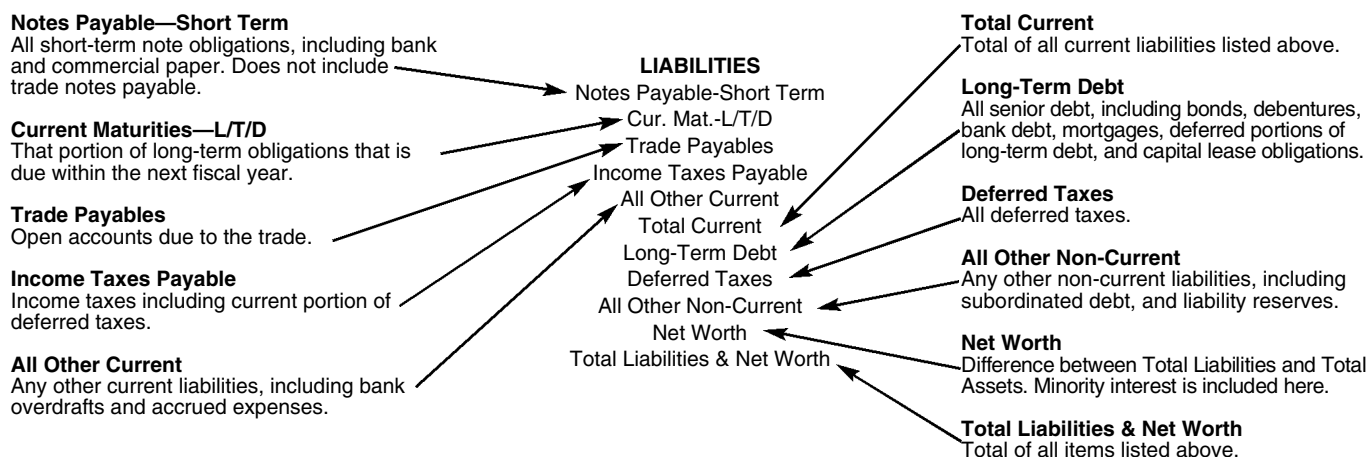 Notes Payable—Short Term
All short-term note obligations, including bank
and commercial paper. Does not include
trade notes payable.
Current Maturities—L/T/D
That portion of long-term obligations that is
due within the next fiscal year.
Trade Payables
Open accounts due to the trade.
Income Taxes Payable
Income taxes including current portion of
deferred taxes.
All Other Current
Any other current liabilities, including bank
overdrafts and accrued expenses.
LIABILITIES
Notes Payable-Short Term
Cur. Mat.-L/T/D
Trade Payables
Income Taxes Payable
All Other Current
Total Current
Long-Term Debt
Deferred Taxes
All Other Non-Current
Net Worth
Total Liabilities & Net Worth
Total Current
Total of all current liabilities listed above.
Long-Term Debt
All senior debt, including bonds, debentures,
bank debt, mortgages, deferred portions of
long-term debt, and capital lease obligations.
Deferred Taxes
All deferred taxes.
All Other Non-Current
Any other non-current liabilities, including
subordinated debt, and liability reserves.
Net Worth
Difference between Total Liabilities and Total
Assets. Minority interest is included here.
Total Liabilities & Net Worth
Total of all items listed above.